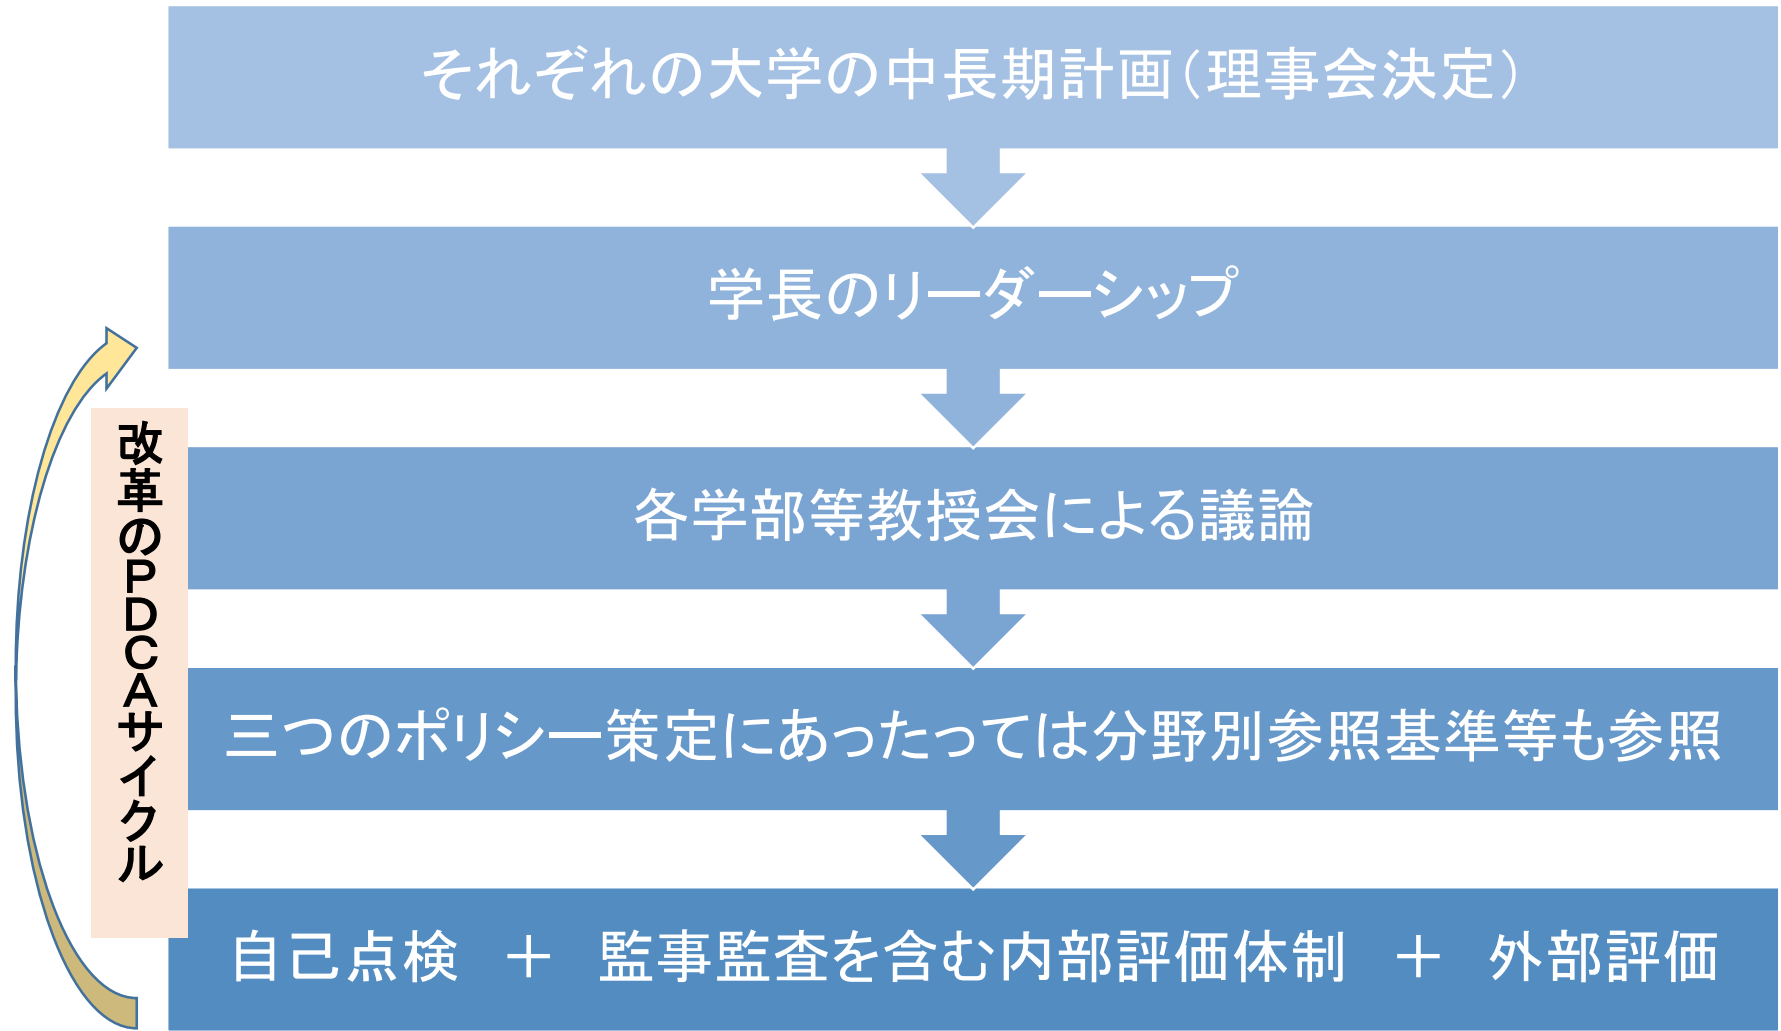 それぞれの大学の中長期計画（理事会決定）
学長のリーダーシップ
改革のＰＤＣＡサイクル
各学部等教授会による議論
三つのポリシー策定にあたっては分野別参照基準等も参照
自己点検　＋　監事監査を含む内部評価体制　＋　外部評価